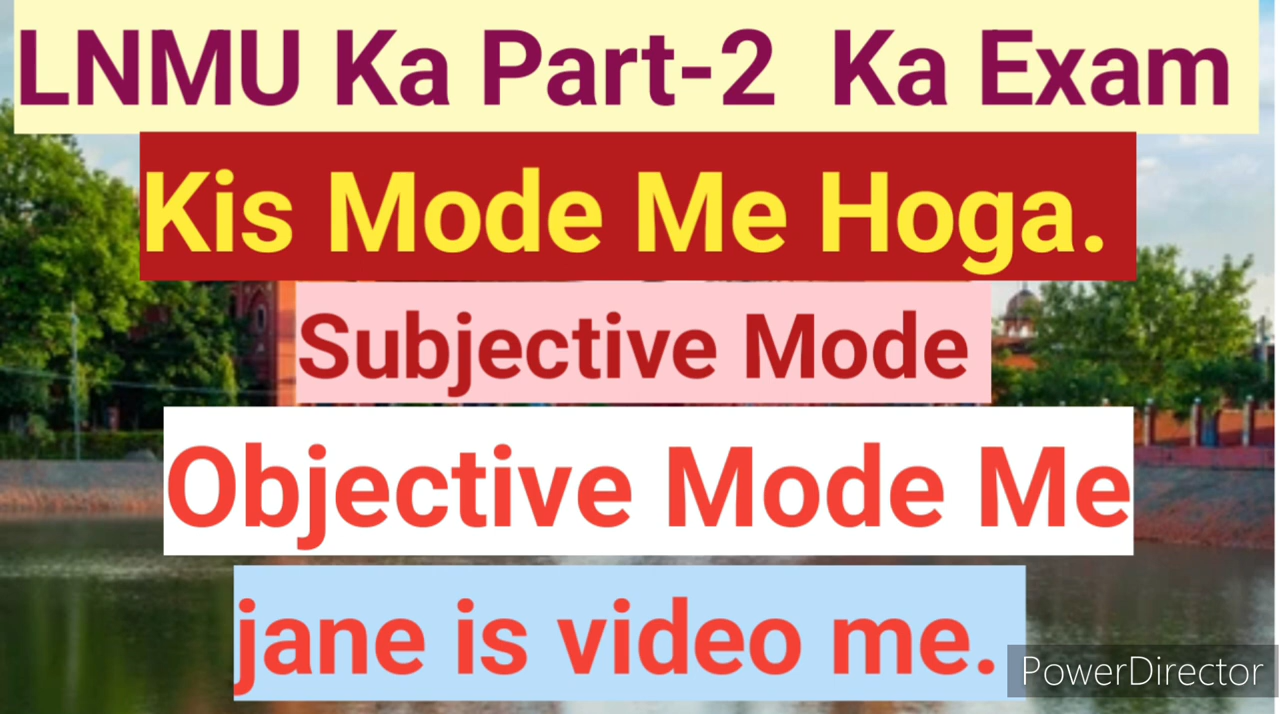 LNMU Ka Part-2 Ka Exam
Kis Mode Me Hoga.
Subjective Mode
Objective Mode Me
jane is video me.
PowerDirector